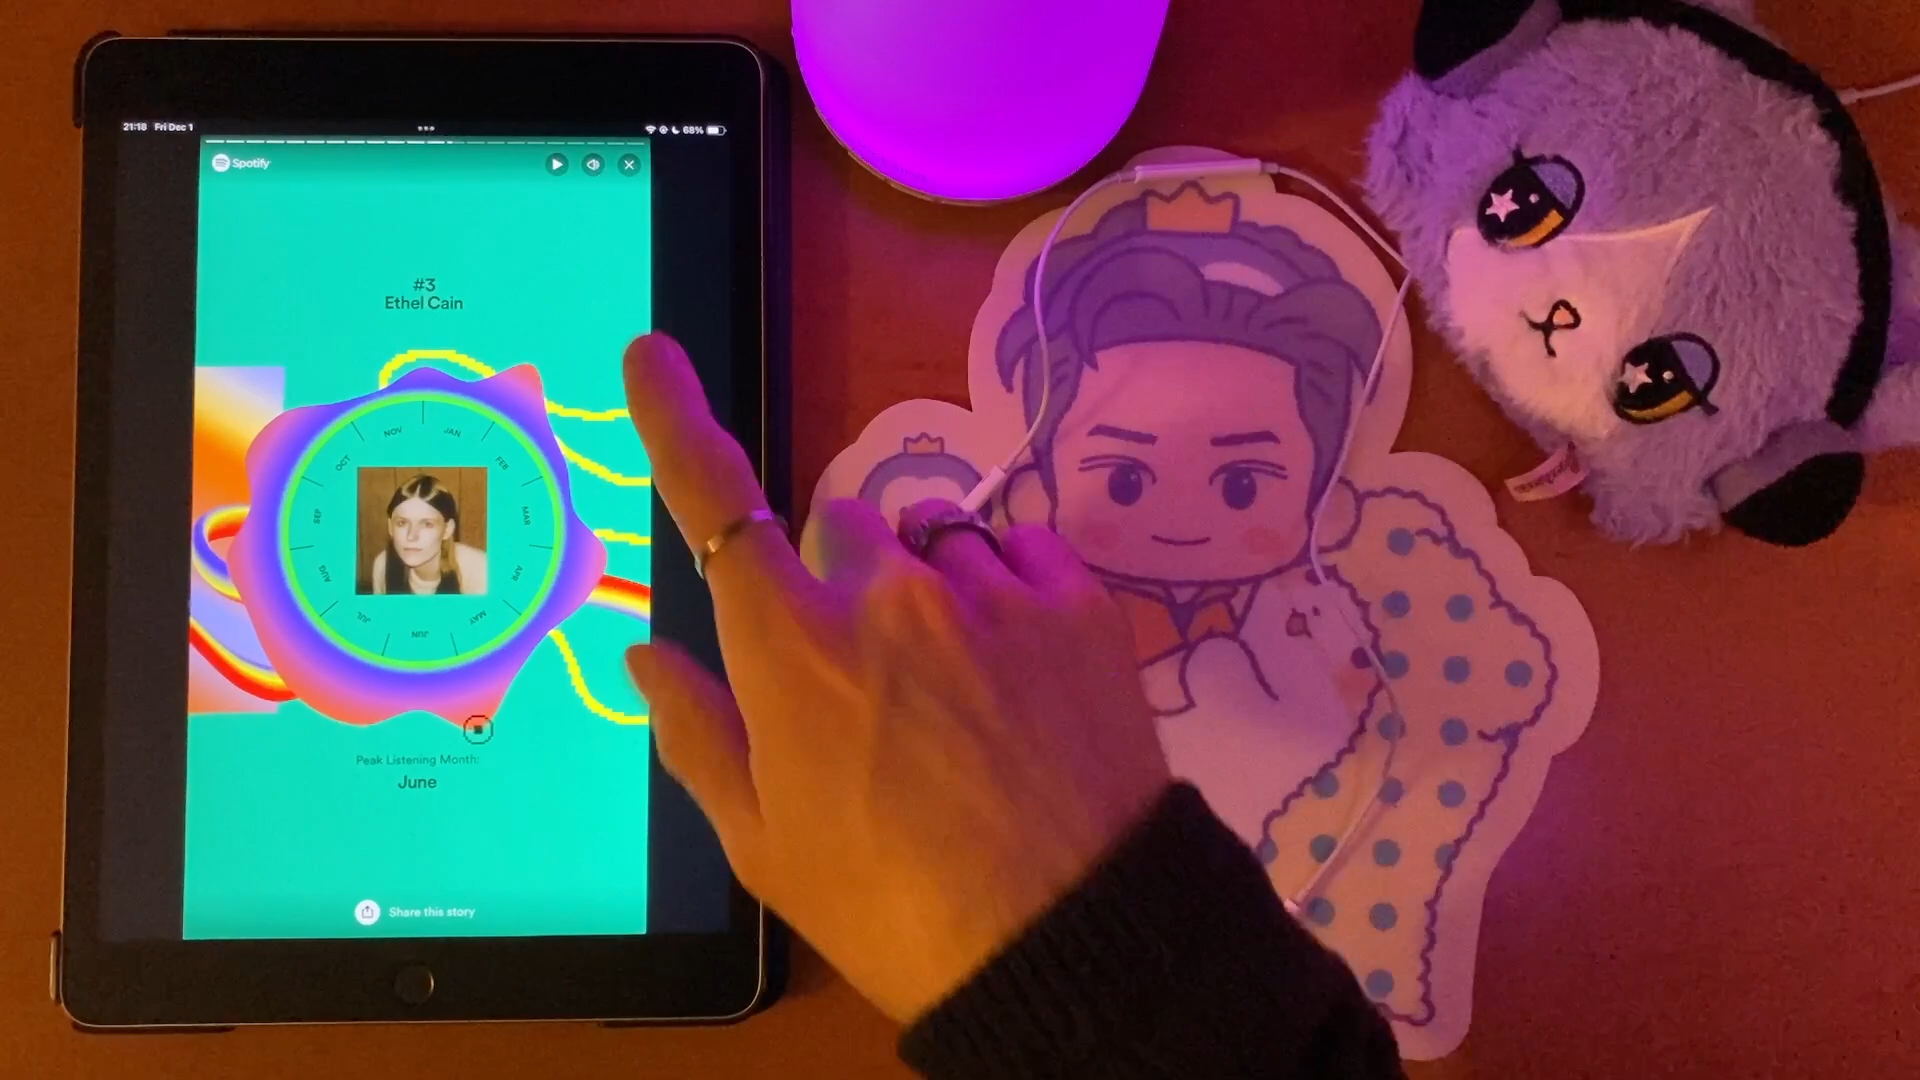 21:18 Fri Dec 1
68%
Spotify
#3
Ethel Cain
NOV
JAN
OCT
FEB
SEP
MAR
AUG
APR
JUL
MAY
JUN
Peak Listening Month:
June
Share this story